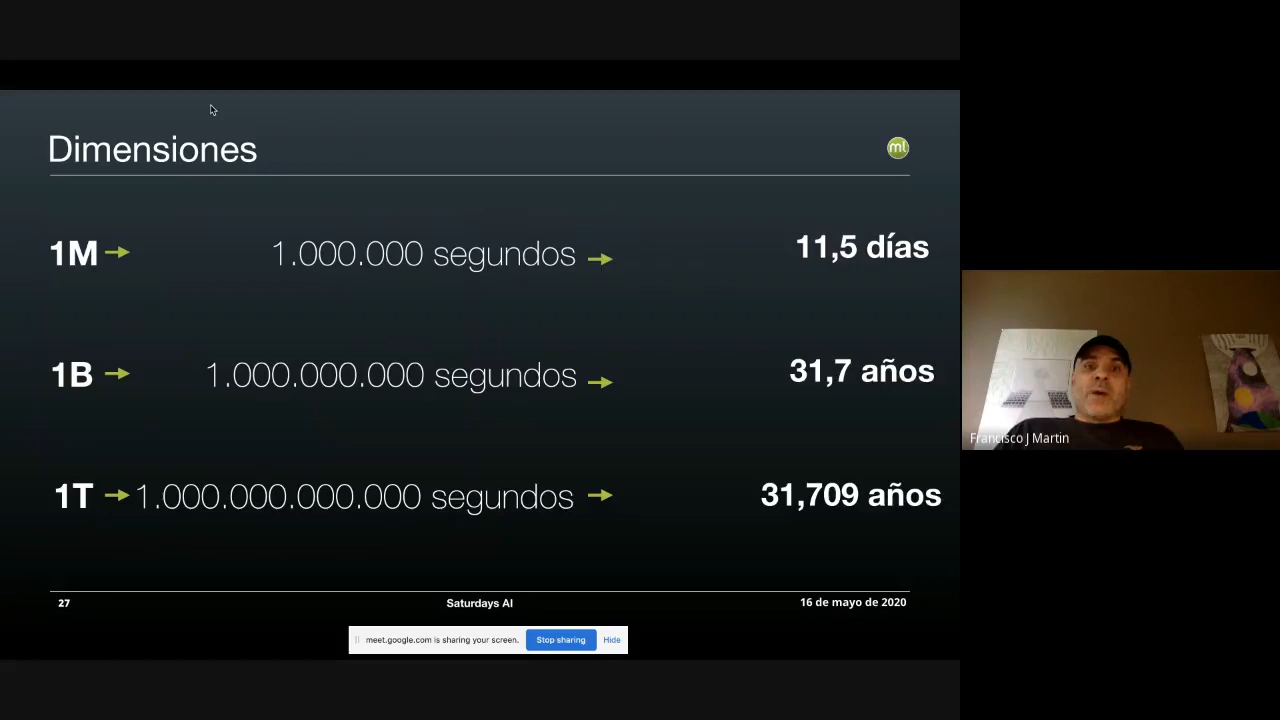 Dimensiones
ml
1M
1.000.000 segundos
11,5 días
1B
1.000.000.000 segundos
31,7 años
1T
1.000.000.000.000 segundos
31,709 años
27
Saturdays AI
16 de mayo de 2020
meet.google.com is sharing your screen.
Stop sharing
Hide
Francisco J Martin